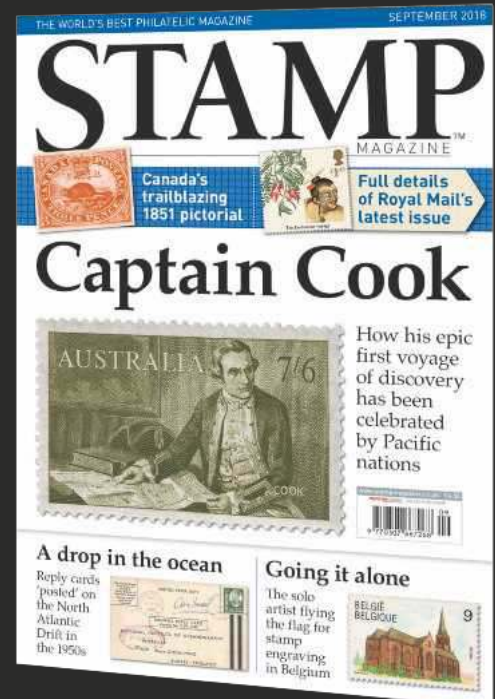 THE WORLD'S BEST PHILATELIC MAGAZINE
SEPTEMBER 2018
STAMP
MAGAZINE
TM
Canada's
trailblazing
1851 pictorial
Full details
of Royal Mail's
latest issue
Captain Cook
AUSTRALIA 7/6
COOK
How his epic
first voyage
of discovery
has been
celebrated
by Pacific
nations
09
A drop in the ocean
Reply cards
'posted' on
the North
Atlantic
Drift in
the 1950s
Going it alone
The solo
artist flying
the flag for
stamp
engraving
in Belgium
BELGIË
BELGIQUE
9